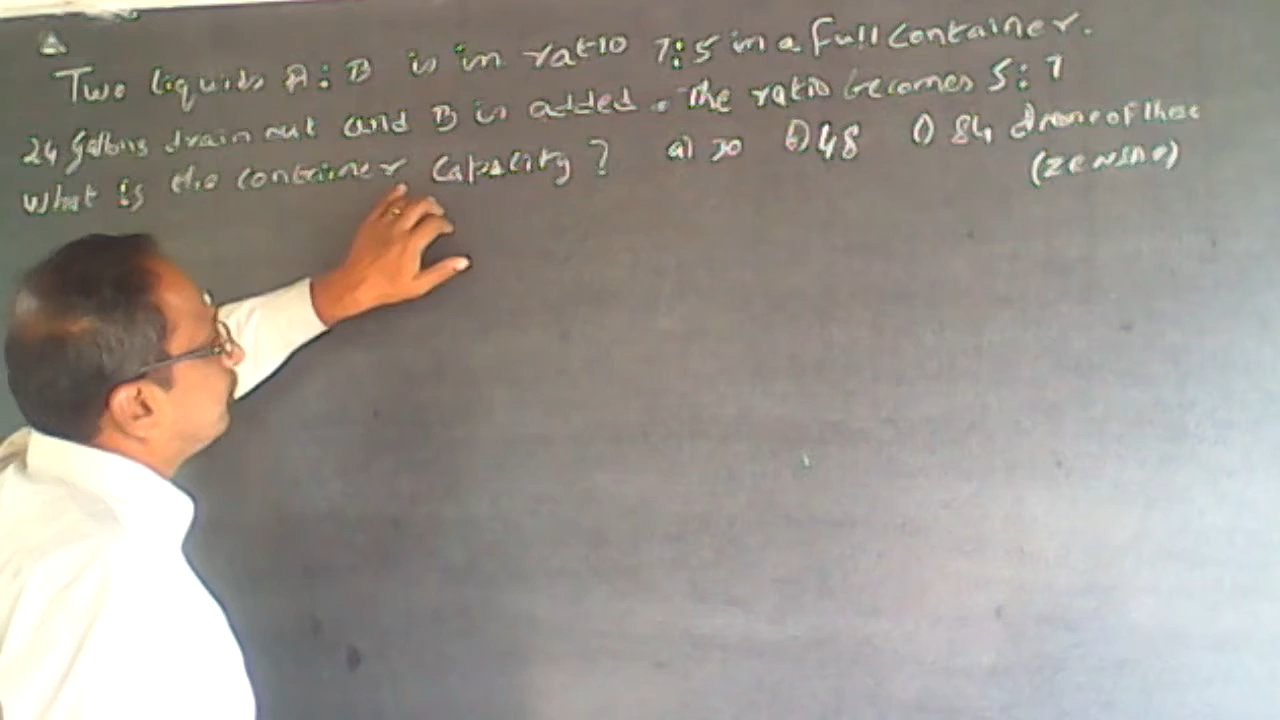 Two liquids A:B is in ratio 7:5 in a full container.
24 gallons drain out and B is added. The ratio becomes 5:7
What is the container capacity? a) 30 b) 48 c) 84 d none of these